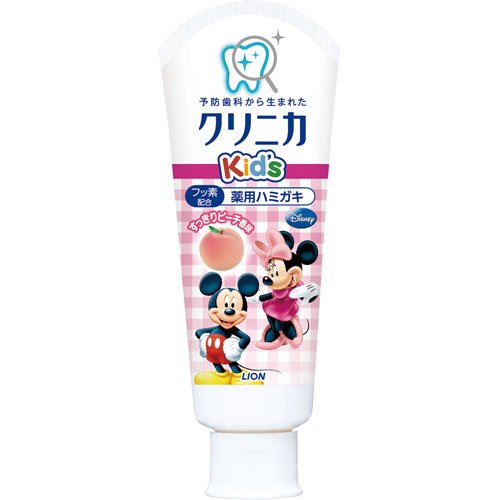 予防歯科から生まれた
クリニカ
Kid's
フッ素
配合
薬用ハミガキ
すっきりピーチ香味
Disney
LION